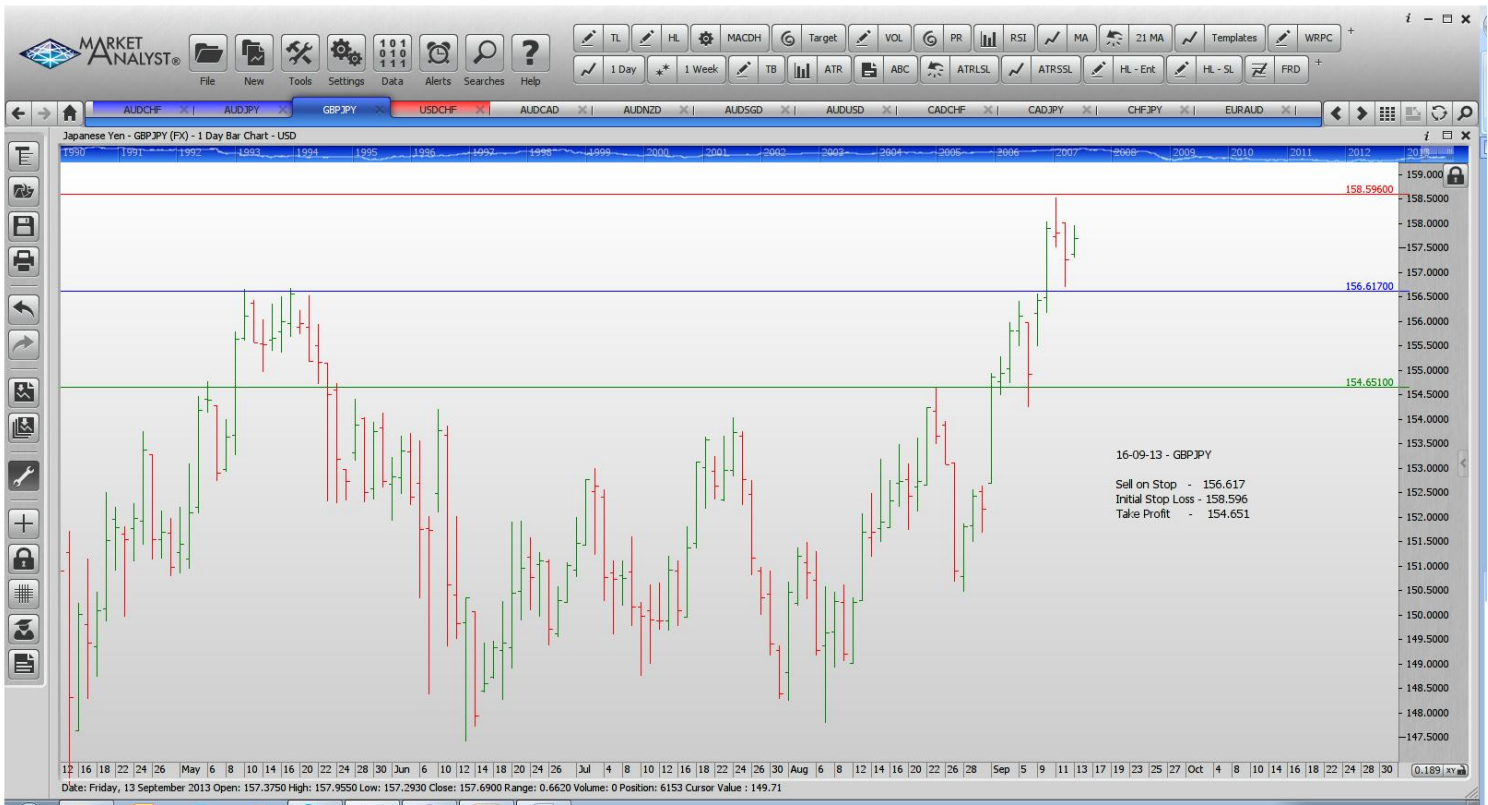 MARKET ANALYST®
File New Tools Settings Data Alerts Searches Help
TL HL MACDH Target VOL PR RSI MA 21 MA Templates WRPC +
1 Day 1 Week TB ATR ABC ATRLSL ATRSSL HL - Ent HL - SL FRD +
AUDCHF AUDJPY GBPJPY USDCHF AUDCAD AUDNZD AUDSGD AUDUSD CADCHF CADJPY CHFJPY EURAUD
Japanese Yen - GBPJPY (FX) - 1 Day Bar Chart - USD
1990 1991 1992 1993 1994 1995 1996 1997 1998 1999 2000 2001 2002 2003 2004 2005 2006 2007 2008 2009 2010 2011 2012
159.000
158.59600
158.5000
158.0000
157.5000
157.0000
156.61700
156.5000
156.0000
155.5000
155.0000
154.65100
154.5000
154.0000
153.5000
16-09-13 - GBPJPY
153.0000
Sell on Stop - 156.617
152.5000
Initial Stop Loss - 158.596
Take Profit - 154.651
152.0000
151.5000
151.0000
150.5000
150.0000
149.5000
149.0000
148.5000
148.0000
147.5000
12 16 18 22 24 26 May 6 8 10 14 16 20 22 24 28 30 Jun 6 10 12 14 18 20 24 26 Jul 4 8 10 12 16 18 22 24 26 30 Aug 6 8 12 14 16 20 22 26 28 Sep 5 9 11 13 17 19 23 25 27 Oct 4 8 10 14 16 18 22 24 28 30 0.189 XY
Date: Friday, 13 September 2013 Open: 157.3750 High: 157.9550 Low: 157.2930 Close: 157.6900 Range: 0.6620 Volume: 0 Position: 6153 Cursor Value : 149.71